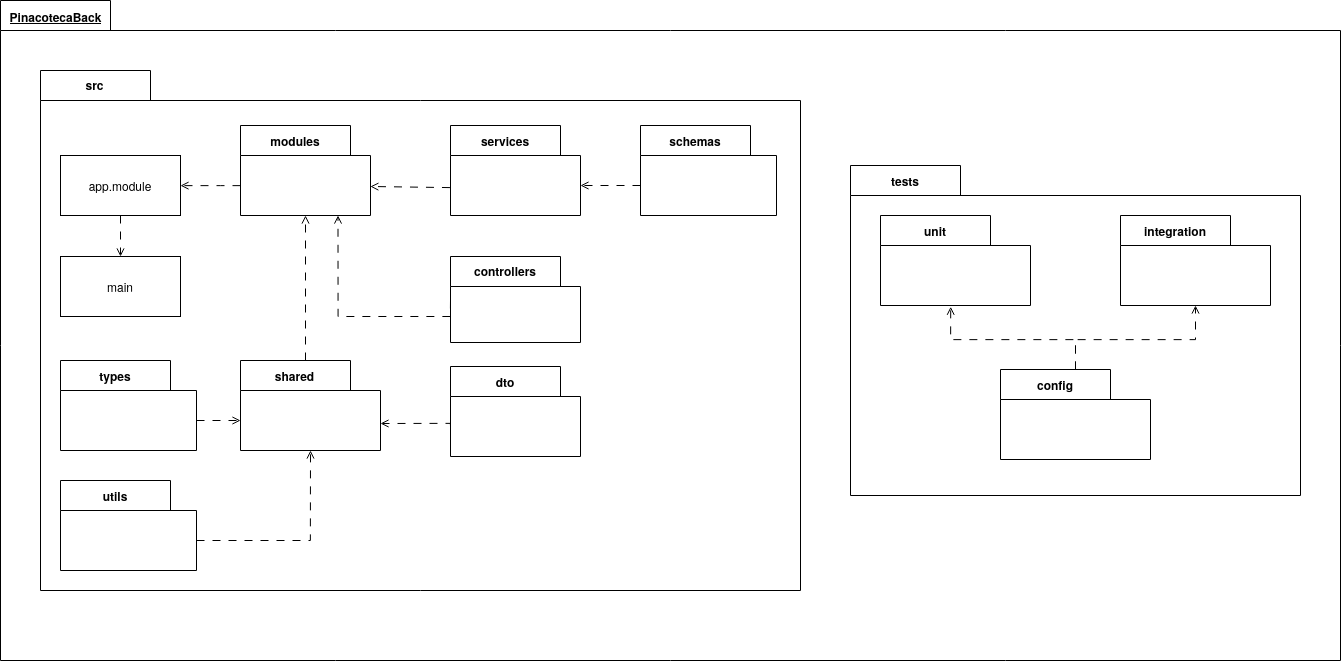 PinacotecaBack
src
modules
services
schemas
app.module
tests
unit
integration
controllers
main
types
shared
dto
config
utils